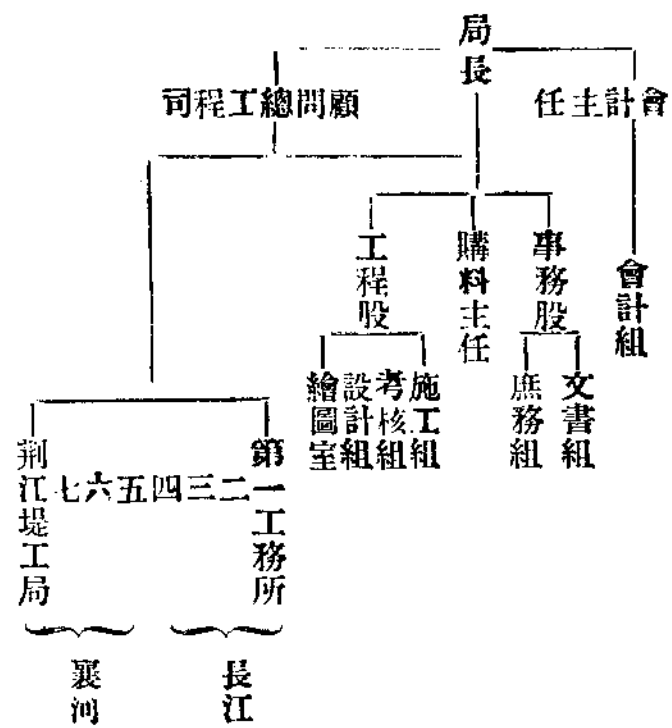 局長
會計主任
顧問總工程司
會計組
事務股
購料主任
工程股
文書組
庶務組
施工組
考核組
設計組
繪圖室
第一工務所
二三四五六七
荆江堤工局
長江
襄河